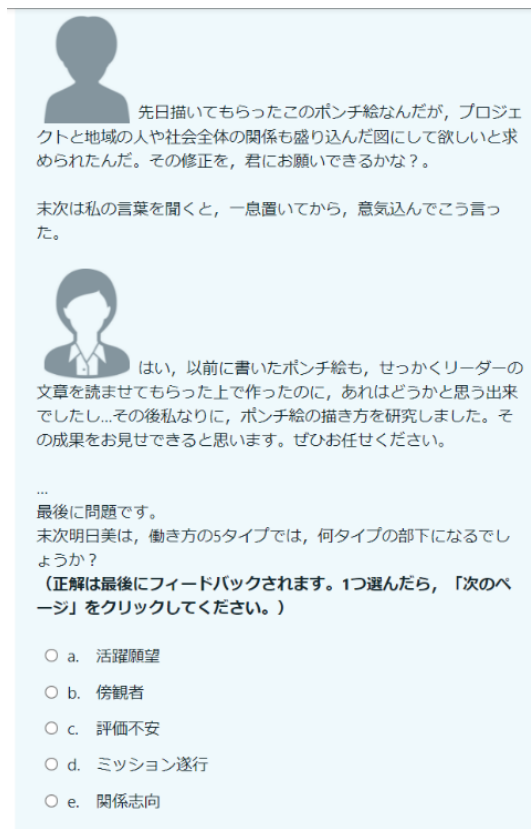 先日描いてもらったこのポンチ絵なんだが，プロジェ
クトと地域の人や社会全体の関係も盛り込んだ図にして欲しいと求
められたんだ。その修正を，君にお願いできるかな？。
末次は私の言葉を聞くと，一息置いてから，意気込んでこう言っ
た。
はい，以前に書いたポンチ絵も，せっかくリーダーの
文章を読ませてもらった上で作ったのに，あれはどうかと思う出来
でしたし...その後私なりに，ポンチ絵の描き方を研究しました。そ
の成果をお見せできると思います。ぜひお任せください。
...
最後に問題です。
末次明日美は，働き方の5タイプでは，何タイプの部下になるでし
ょうか？
（正解は最後にフィードバックされます。1つ選んだら，「次のペ
ージ」をクリックしてください。）
a. 活躍願望
b. 傍観者
c. 評価不安
d. ミッション遂行
e. 関係志向